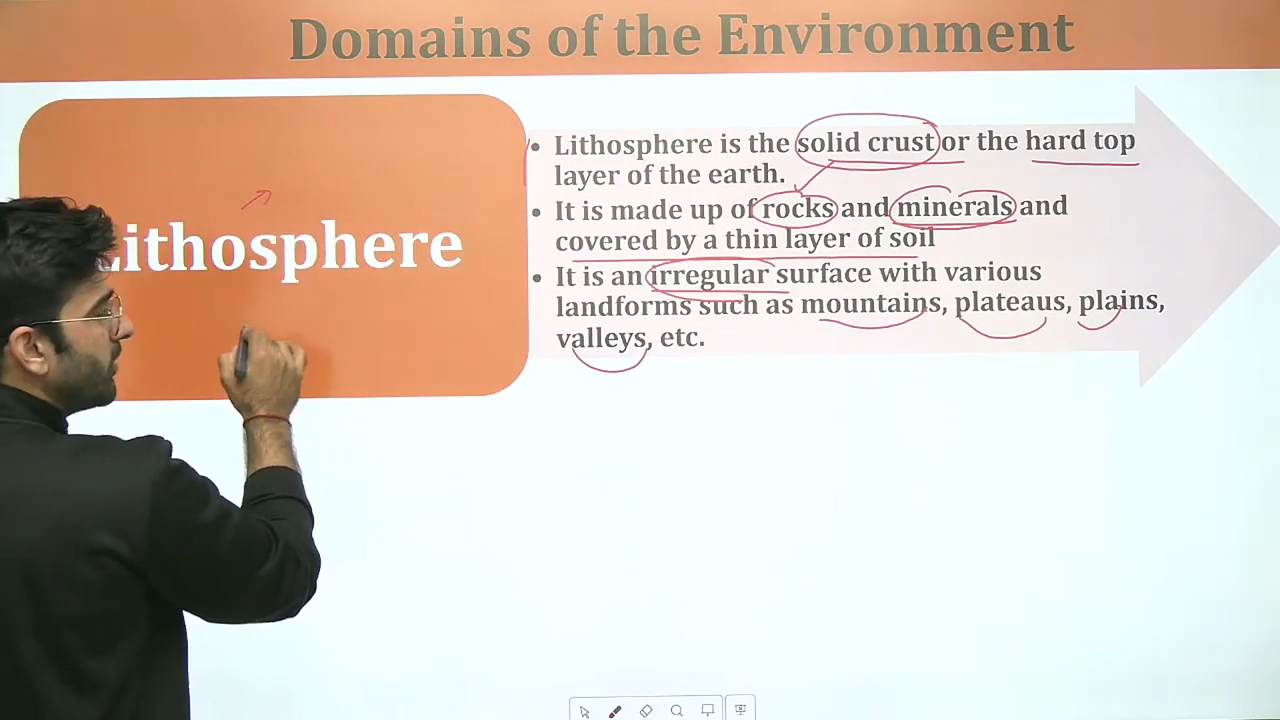 Domains of the Environment
Lithosphere
• Lithosphere is the solid crust or the hard top
layer of the earth.
• It is made up of rocks and minerals and
covered by a thin layer of soil
• It is an irregular surface with various
landforms such as mountains, plateaus, plains,
valleys, etc.